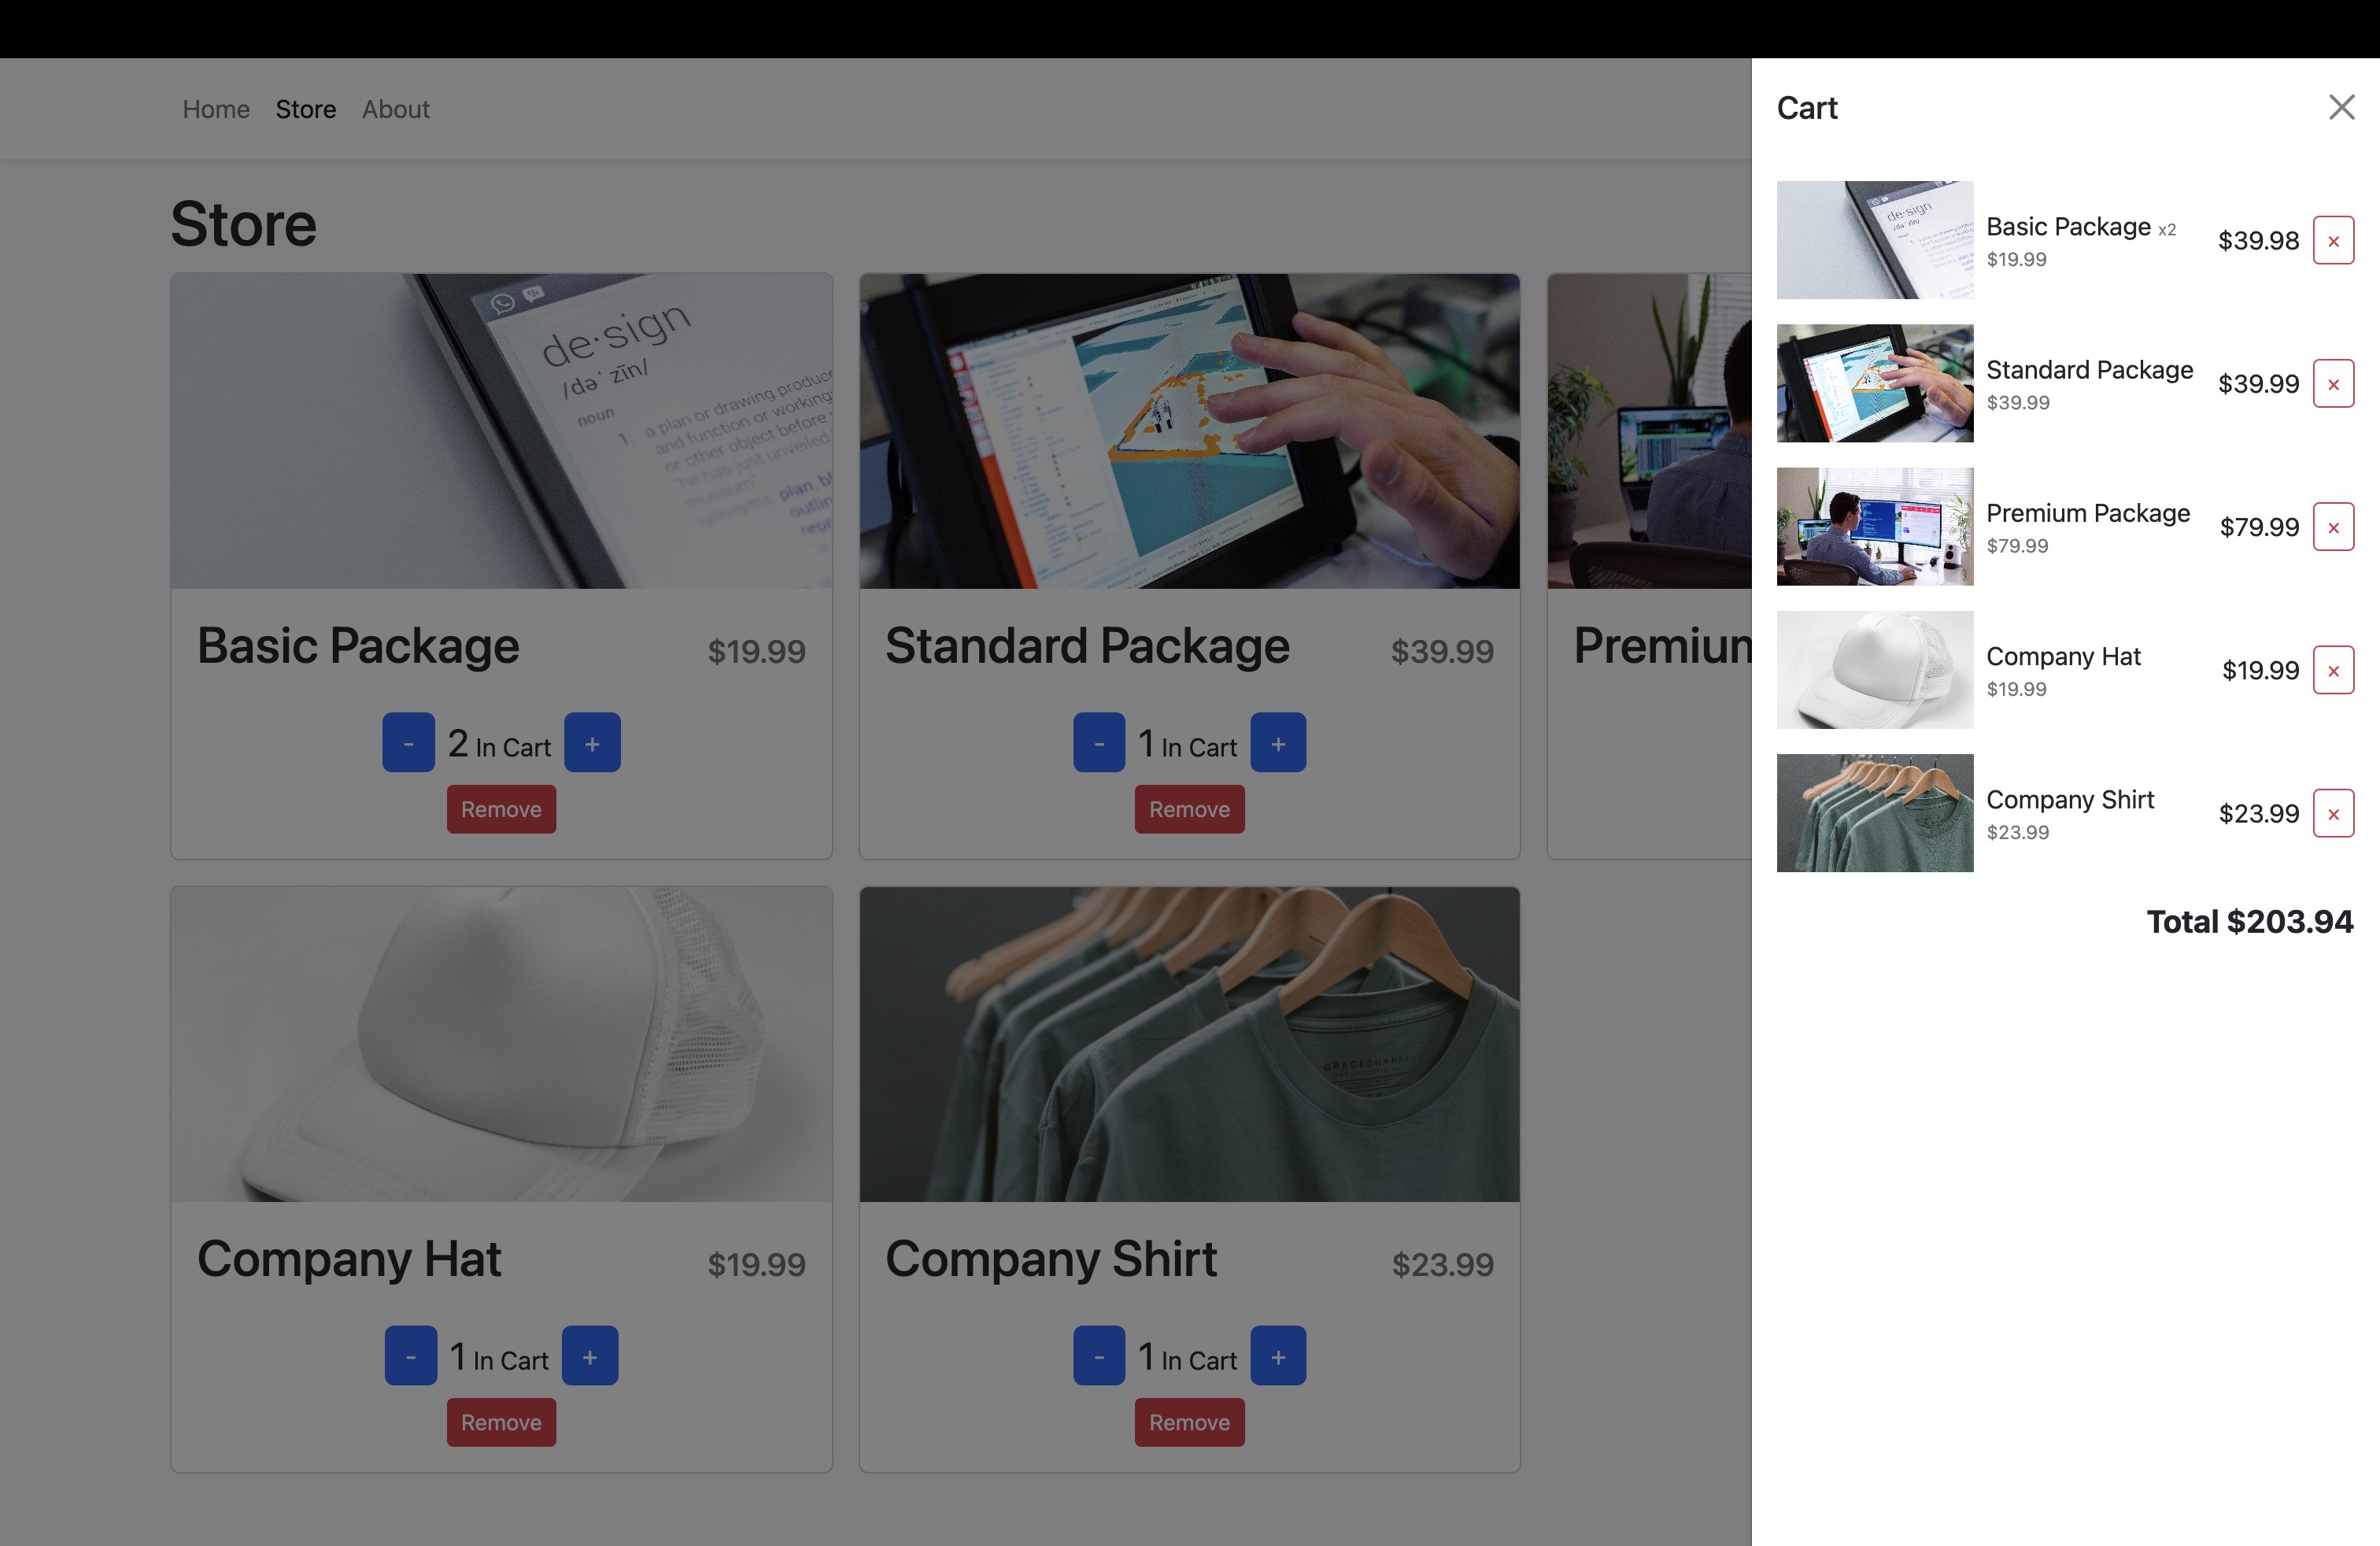 Home Store About
Store
de·sign
/də' zīn/
noun
1. a plan or drawing produce
and function or working
or other object before
"he has just unveiled
museum"
synonyms: plan, bl
outlin
repr
Basic Package $19.99
- 2 In Cart +
Remove
Standard Package $39.99
- 1 In Cart +
Remove
Premium
Company Hat $19.99
- 1 In Cart +
Remove
GRACECHAPEL
Company Shirt $23.99
- 1 In Cart +
Remove
Cart
de·sign
Basic Package x2
$19.99
$39.98
Standard Package
$39.99
$39.99
Premium Package
$79.99
$79.99
Company Hat
$19.99
$19.99
Company Shirt
$23.99
$23.99
Total $203.94